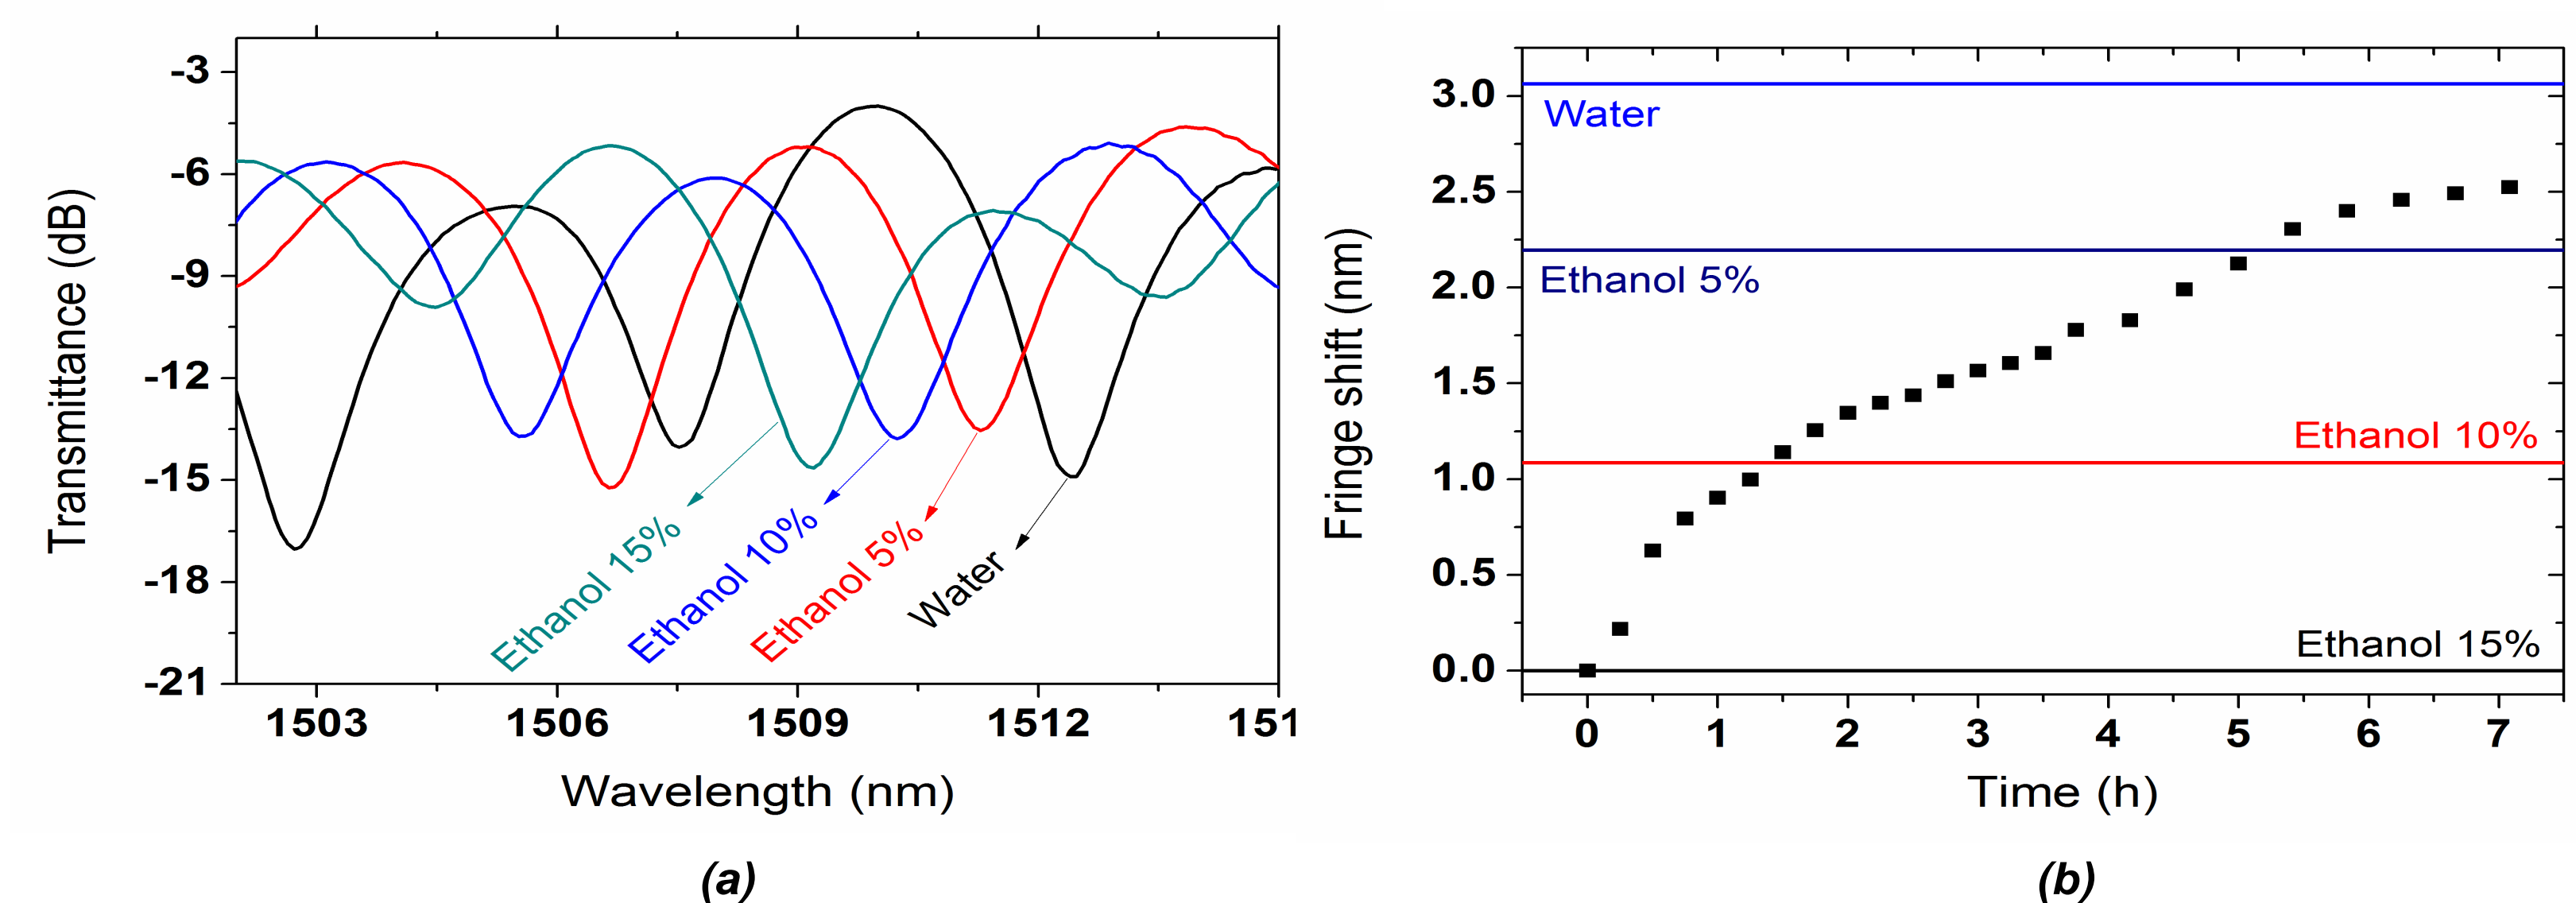 Transmittance (dB)
-3
-6
-9
-12
-15
-18
-21
Ethanol 15%
Ethanol 10%
Ethanol 5%
Water
1503
1506
1509
1512
151
Wavelength (nm)
(a)
Fringe shift (nm)
3.0
2.5
2.0
1.5
1.0
0.5
0.0
Water
Ethanol 5%
Ethanol 10%
Ethanol 15%
0
1
2
3
4
5
6
7
Time (h)
(b)